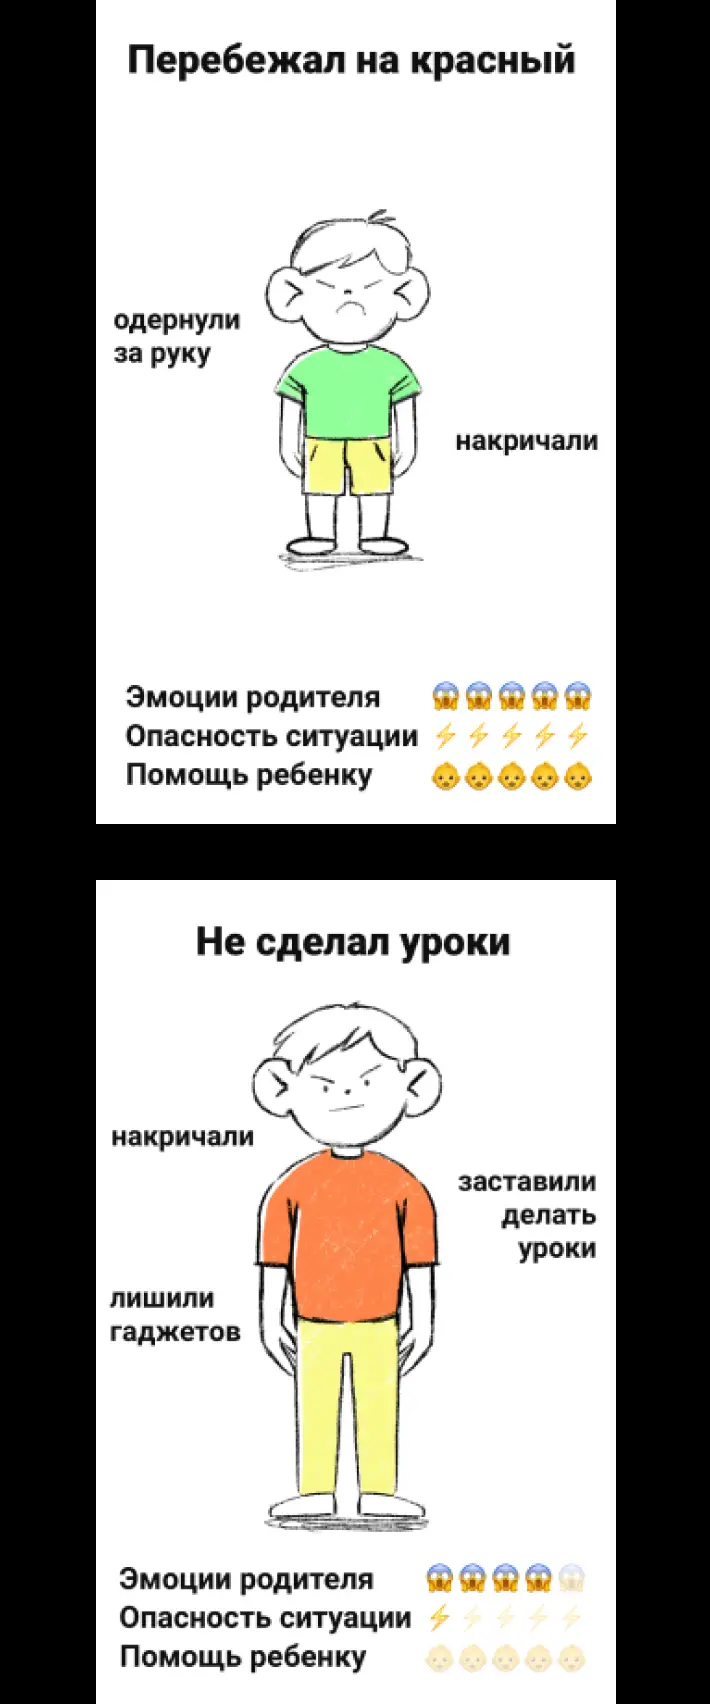 Перебежал на красный
одернули
за руку
накричали
Эмоции родителя 😱😱😱😱😱
Опасность ситуации ⚡⚡⚡⚡⚡
Помощь ребенку 👶👶👶👶👶
Не сделал уроки
накричали
заставили
делать
уроки
лишили
гаджетов
Эмоции родителя 😱😱😱😱😱
Опасность ситуации ⚡⚡⚡⚡⚡
Помощь ребенку 👶👶👶👶👶